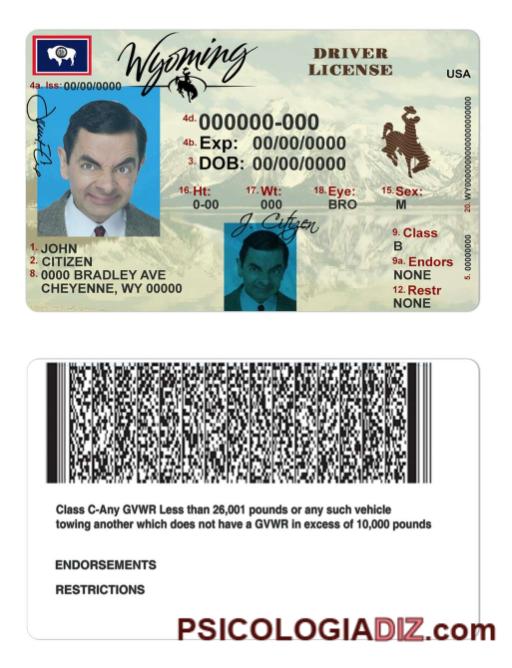 Wyoming
DRIVER
LICENSE
USA
4a. Iss: 00/00/0000
4d. 000000-000
4b. Exp: 00/00/0000
3. DOB: 00/00/0000
16. Ht: 17. Wt: 18. Eye: 15. Sex:
0-00 000 BRO M
J. Citizen
1. JOHN
2. CITIZEN
8. 0000 BRADLEY AVE
CHEYENNE, WY 00000
9. Class
B
9a. Endors
NONE
12. Restr
NONE
5. 00000000
Class C-Any GVWR Less than 26,001 pounds or any such vehicle
towing another which does not have a GVWR in excess of 10,000 pounds
ENDORSEMENTS
RESTRICTIONS
PSICOLOGIADIZ.com